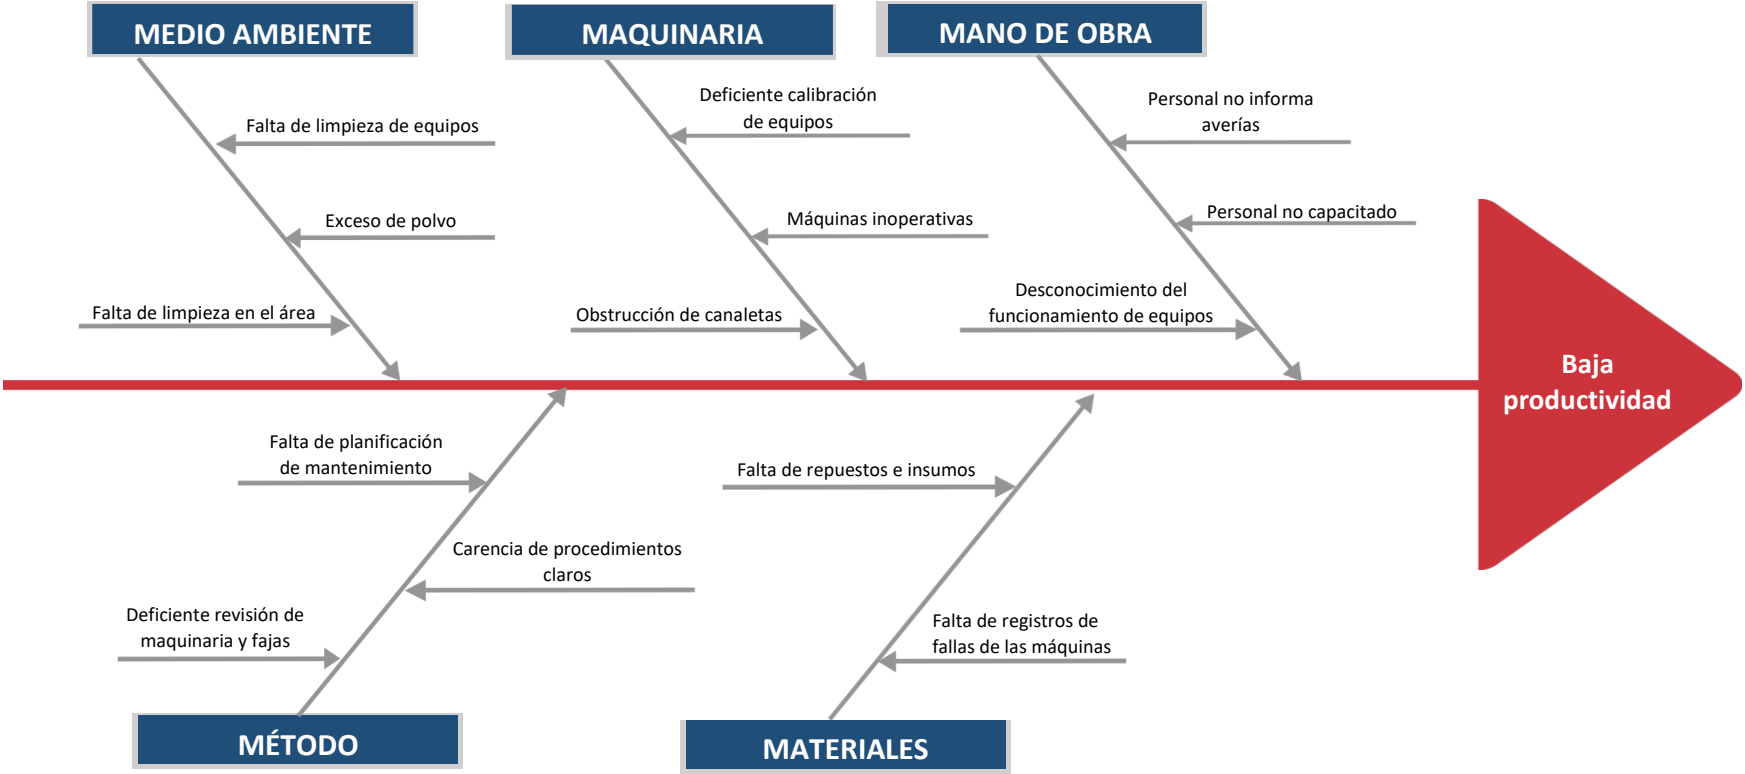 MEDIO AMBIENTE
MAQUINARIA
MANO DE OBRA
Falta de limpieza de equipos
Exceso de polvo
Falta de limpieza en el área
Deficiente calibración
de equipos
Máquinas inoperativas
Obstrucción de canaletas
Personal no informa
averías
Personal no capacitado
Desconocimiento del
funcionamiento de equipos
Baja
productividad
Falta de planificación
de mantenimiento
Carencia de procedimientos
claros
Deficiente revisión de
maquinaria y fajas
Falta de repuestos e insumos
Falta de registros de
fallas de las máquinas
MÉTODO
MATERIALES